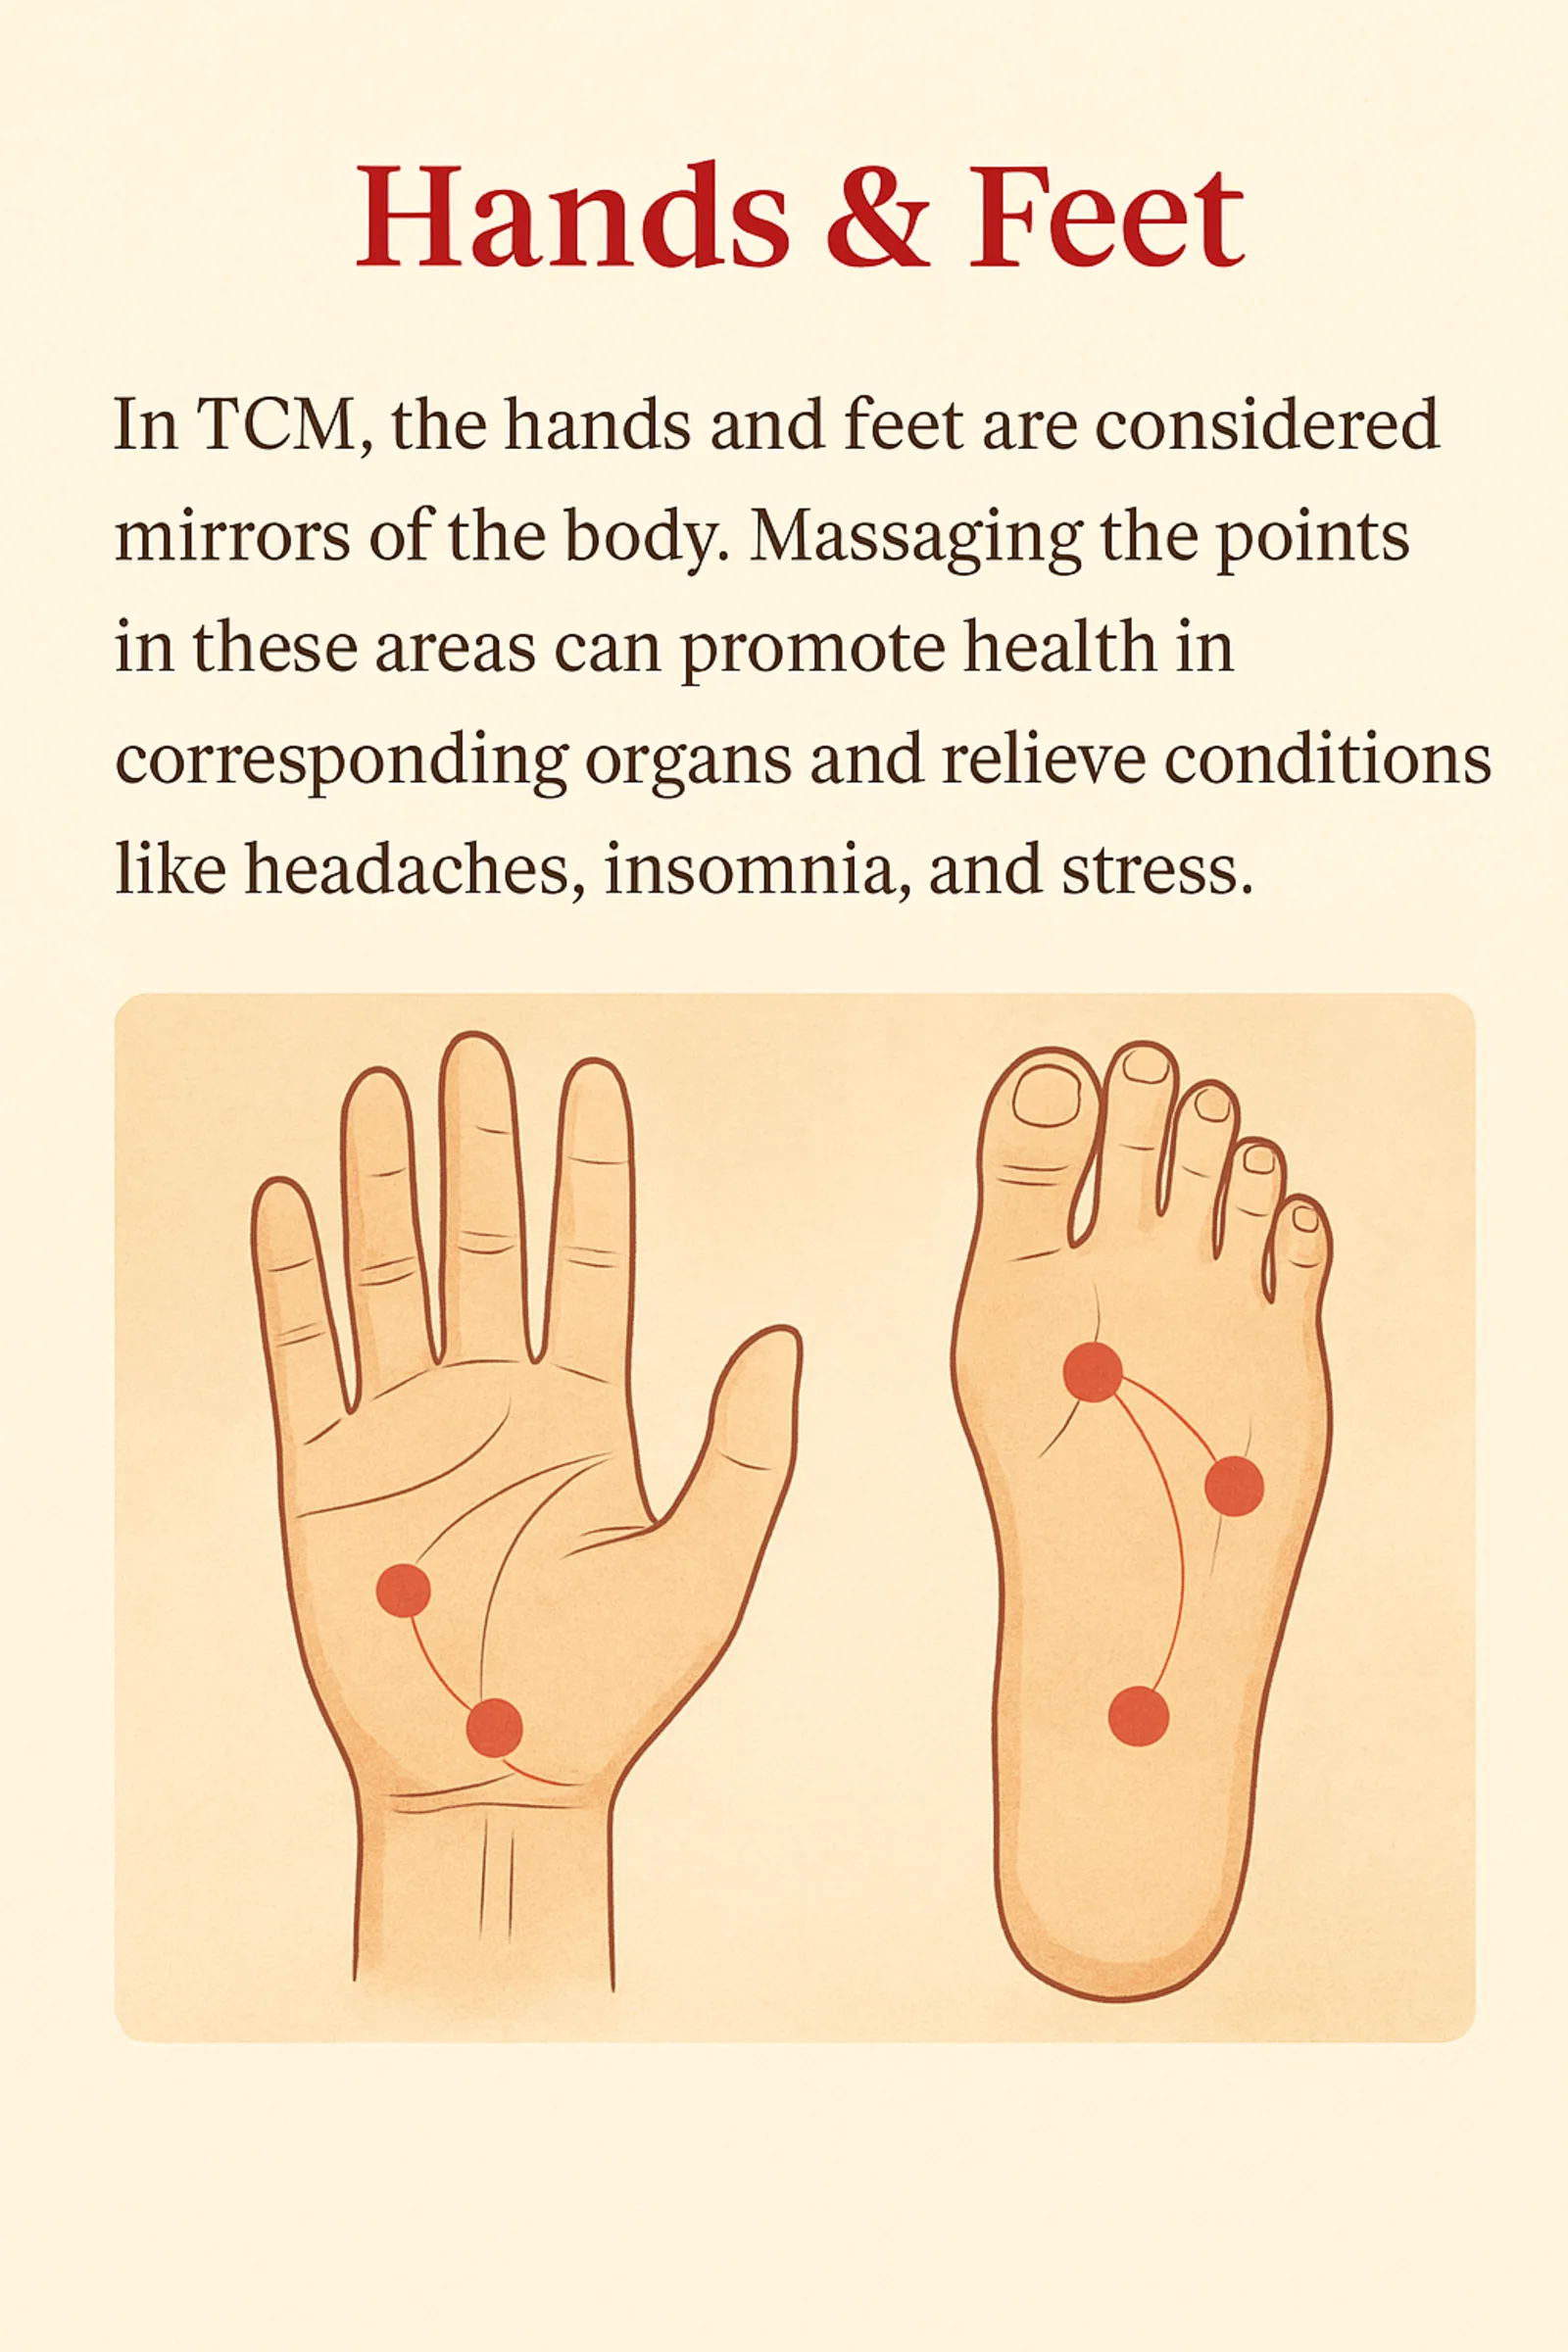 Hands & Feet
In TCM, the hands and feet are considered
mirrors of the body. Massaging the points
in these areas can promote health in
corresponding organs and relieve conditions
like headaches, insomnia, and stress.